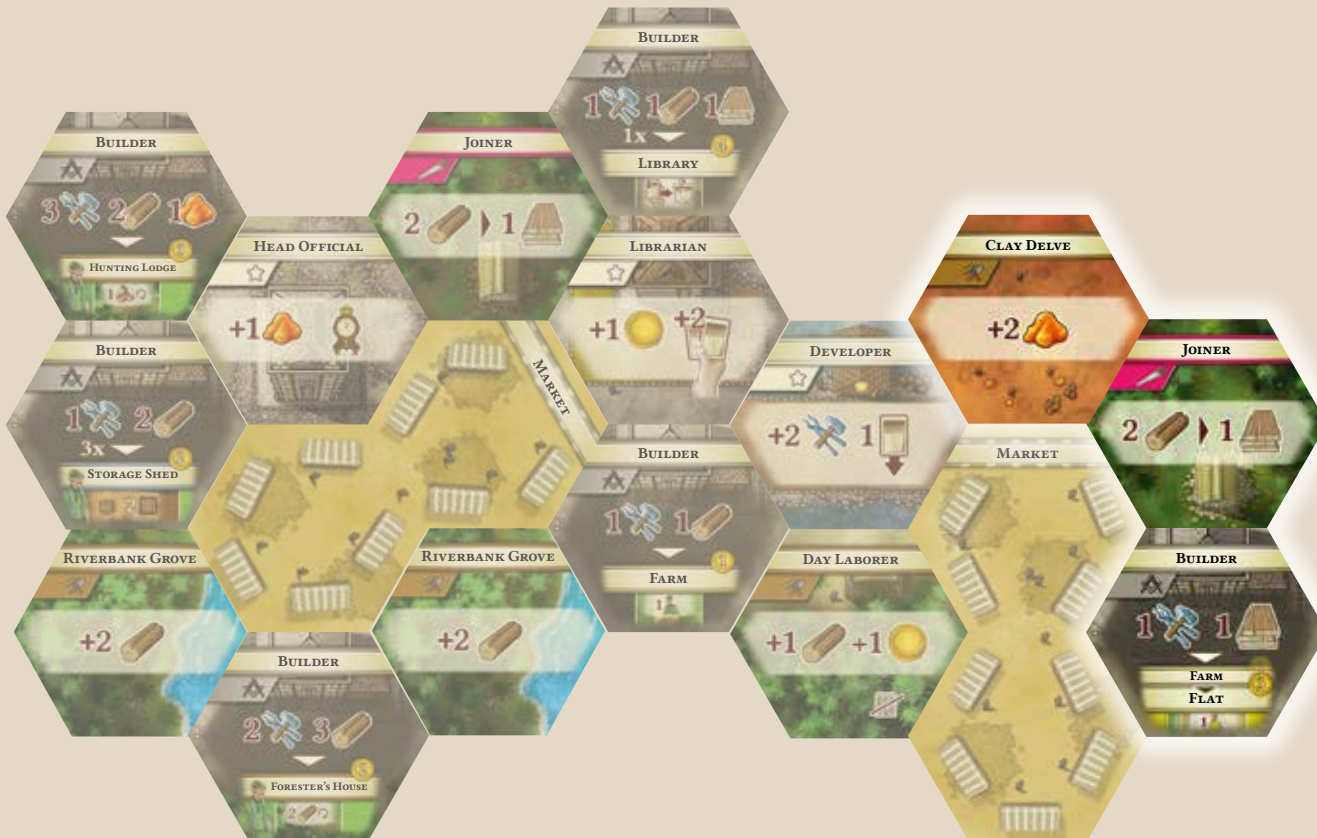 BUILDER
1 1 1
1x
4
LIBRARY
BUILDER
3 2 1
HUNTING LODGE
1
JOINER
2 1
HEAD OFFICIAL
+1
LIBRARIAN
+1 +2
CLAY DELVE
+2
BUILDER
1 2
3x
STORAGE SHED
2
MARKET
DEVELOPER
+2 1
JOINER
2 1
BUILDER
1 1
1
FARM
1
MARKET
RIVERBANK GROVE
+2
RIVERBANK GROVE
+2
DAY LABORER
+1 +1
BUILDER
1 1
FARM
FLAT
1
BUILDER
2 3
FORESTER'S HOUSE
2